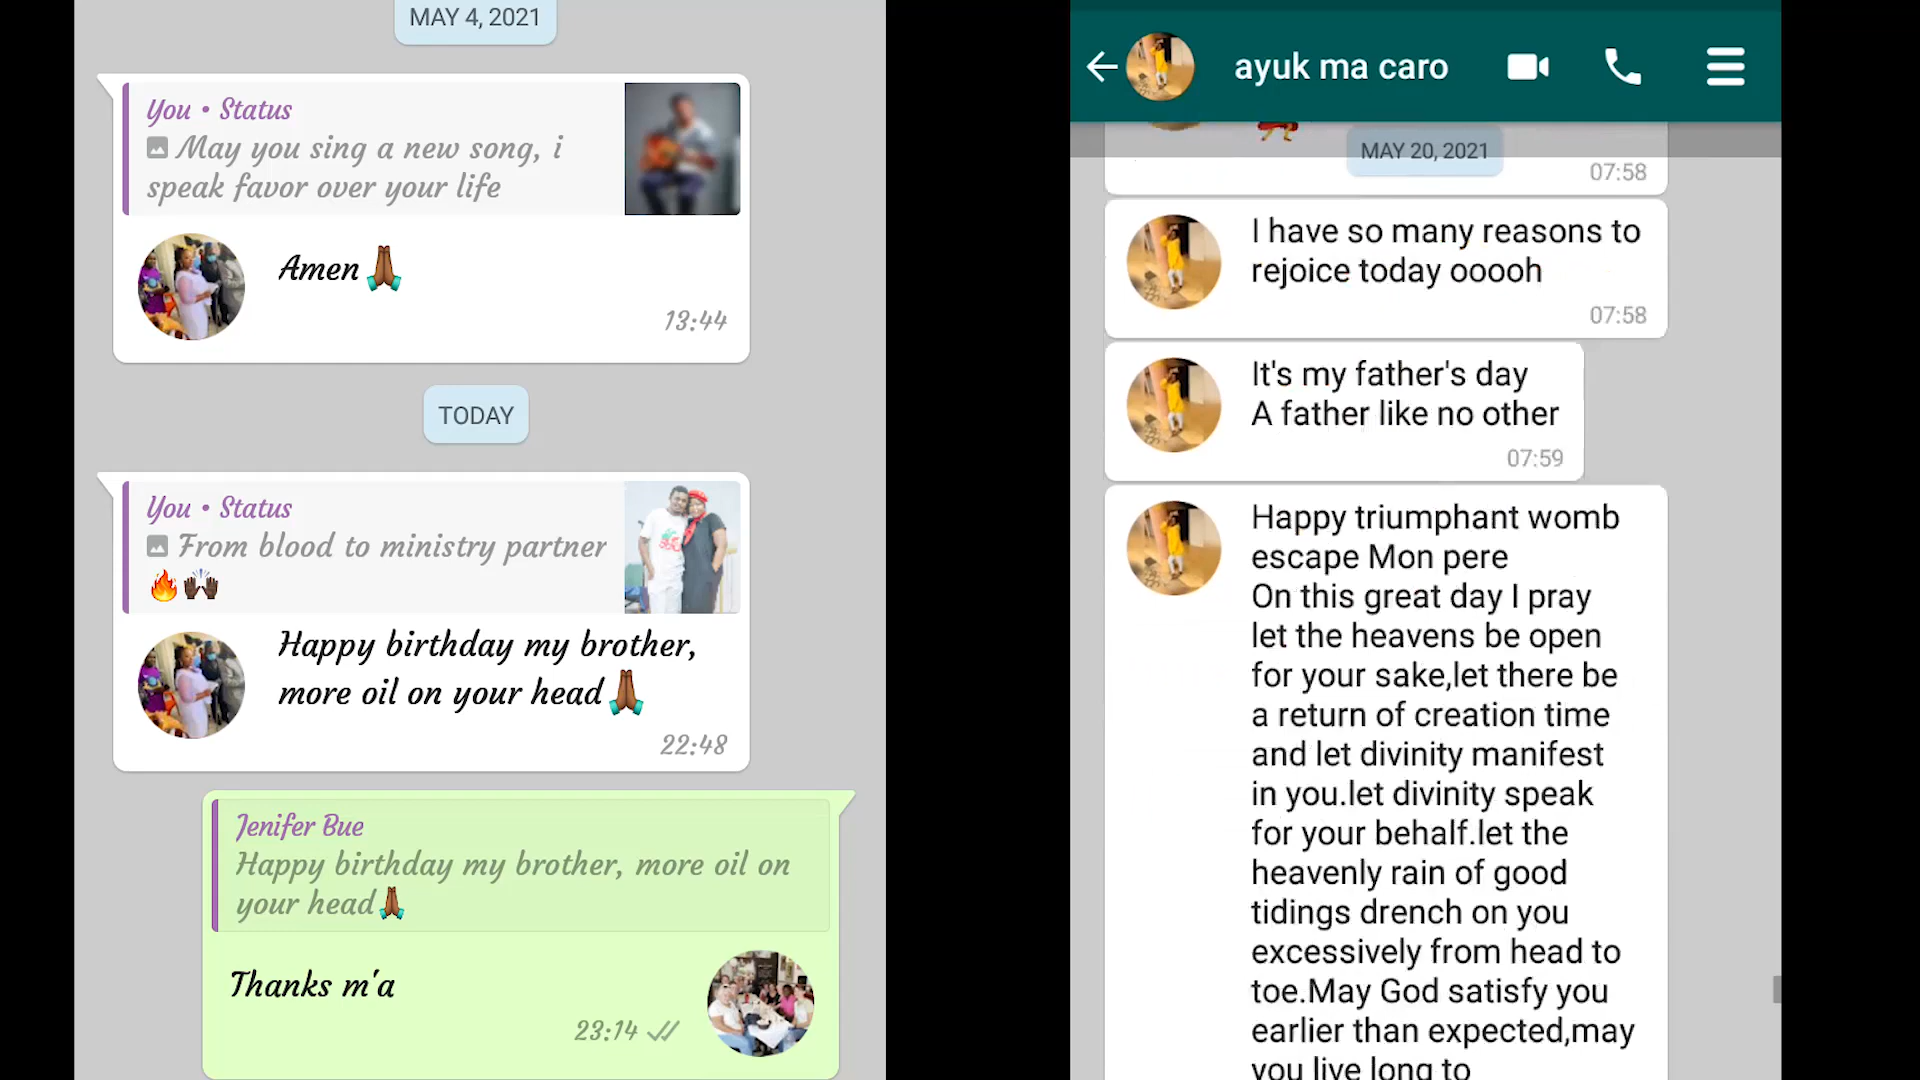 MAY 4, 2021
You • Status
May you sing a new song, i
speak favor over your life
Amen🙏🏾
13:44
TODAY
You • Status
From blood to ministry partner
🔥🙌🏿
Happy birthday my brother,
more oil on your head🙏🏾
22:48
Jenifer Bue
Happy birthday my brother, more oil on
your head🙏🏾
Thanks m'a
23:14
ayuk ma caro
MAY 20, 2021
07:58
I have so many reasons to
rejoice today ooooh
07:58
It's my father's day
A father like no other
07:59
Happy triumphant womb
escape Mon pere
On this great day I pray
let the heavens be open
for your sake,let there be
a return of creation time
and let divinity manifest
in you.let divinity speak
for your behalf.let the
heavenly rain of good
tidings drench on you
excessively from head to
toe.May God satisfy you
earlier than expected,may
you live long to